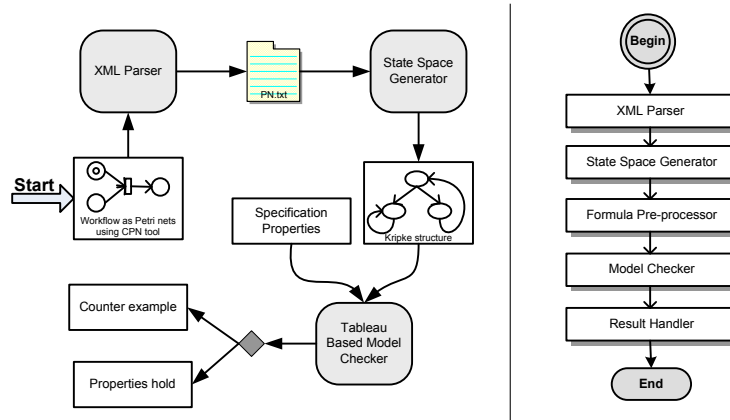 XML Parser
PN.txt
State Space
Generator
Start
Workflow as Petri nets
using CPN tool
Specification
Properties
Kripke structure
Counter example
Properties hold
Tableau
Based Model
Checker
Begin
XML Parser
State Space Generator
Formula Pre-processor
Model Checker
Result Handler
End